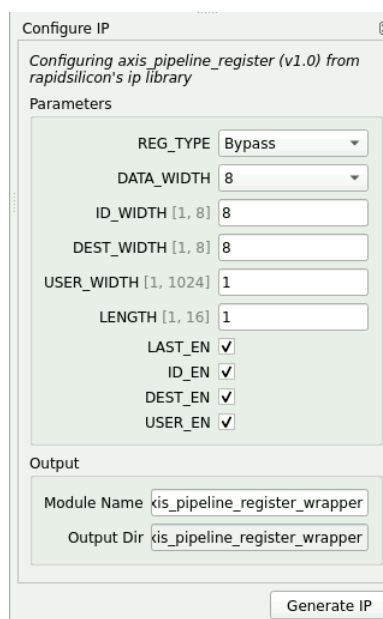 Configure IP
Configuring axis_pipeline_register (v1.0) from
rapidsilicon's ip library
Parameters
REG_TYPE Bypass
DATA_WIDTH 8
ID_WIDTH [1, 8] 8
DEST_WIDTH [1, 8] 8
USER_WIDTH [1, 1024] 1
LENGTH [1, 16] 1
LAST_EN
ID_EN
DEST_EN
USER_EN
Output
Module Name xis_pipeline_register_wrapper
Output Dir xis_pipeline_register_wrapper
Generate IP